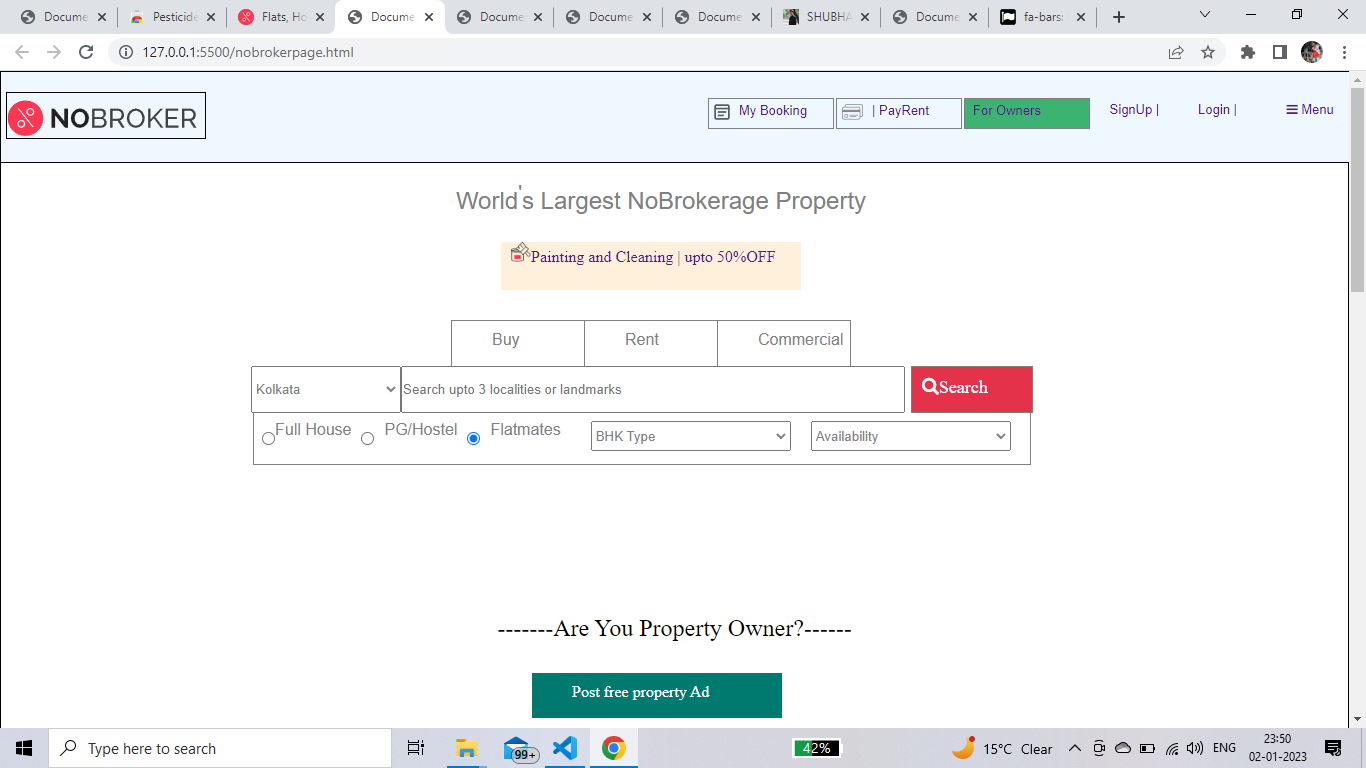 Docume
Pesticide
Flats, Ho
Docume
Docume
Docume
Docume
SHUBHA
Docume
fa-bars:
127.0.0.1:5500/nobrokerpage.html
NOBROKER
My Booking
| PayRent
For Owners
SignUp |
Login |
Menu
World's Largest NoBrokerage Property
Painting and Cleaning | upto 50%OFF
Buy
Rent
Commercial
Kolkata
Search upto 3 localities or landmarks
Search
Full House
PG/Hostel
Flatmates
BHK Type
Availability
-------Are You Property Owner?------
Post free property Ad
Type here to search
99+
42%
15°C Clear
ENG
23:50
02-01-2023